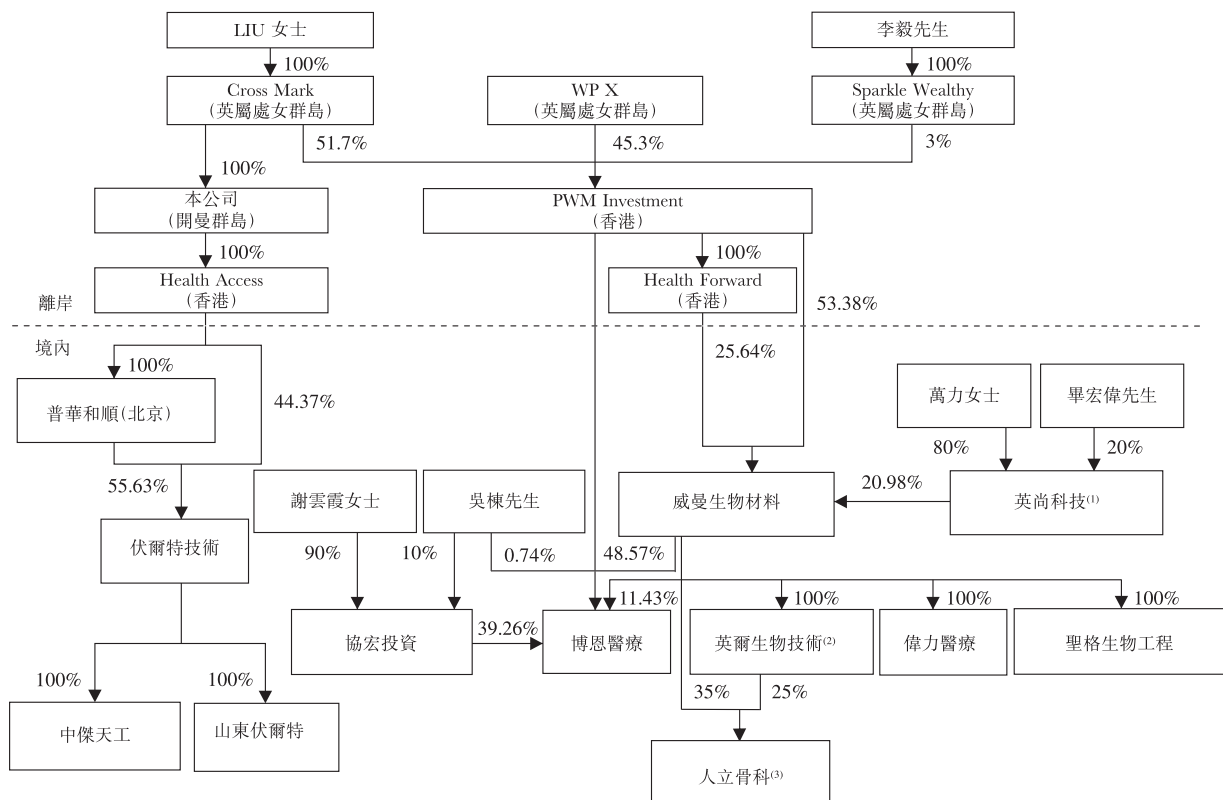 LIU 女士
李毅先生
100%
100%
Cross Mark
(英屬處女群島)
WP X
(英屬處女群島)
Sparkle Wealthy
(英屬處女群島)
51.7%
45.3%
3%
100%
本公司
(開曼群島)
PWM Investment
(香港)
100%
100%
Health Access
(香港)
Health Forward
(香港)
離岸
53.38%
境內
100%
25.64%
普華和順(北京)
44.37%
萬力女士
畢宏偉先生
80%
20%
55.63%
謝雲霞女士
吳棟先生
威曼生物材料
20.98%
英尚科技(1)
伏爾特技術
90%
10%
0.74%
48.57%
11.43%
100%
100%
100%
協宏投資
39.26%
博恩醫療
英爾生物技術(2)
偉力醫療
聖格生物工程
100%
100%
35%
25%
中傑天工
山東伏爾特
人立骨科(3)